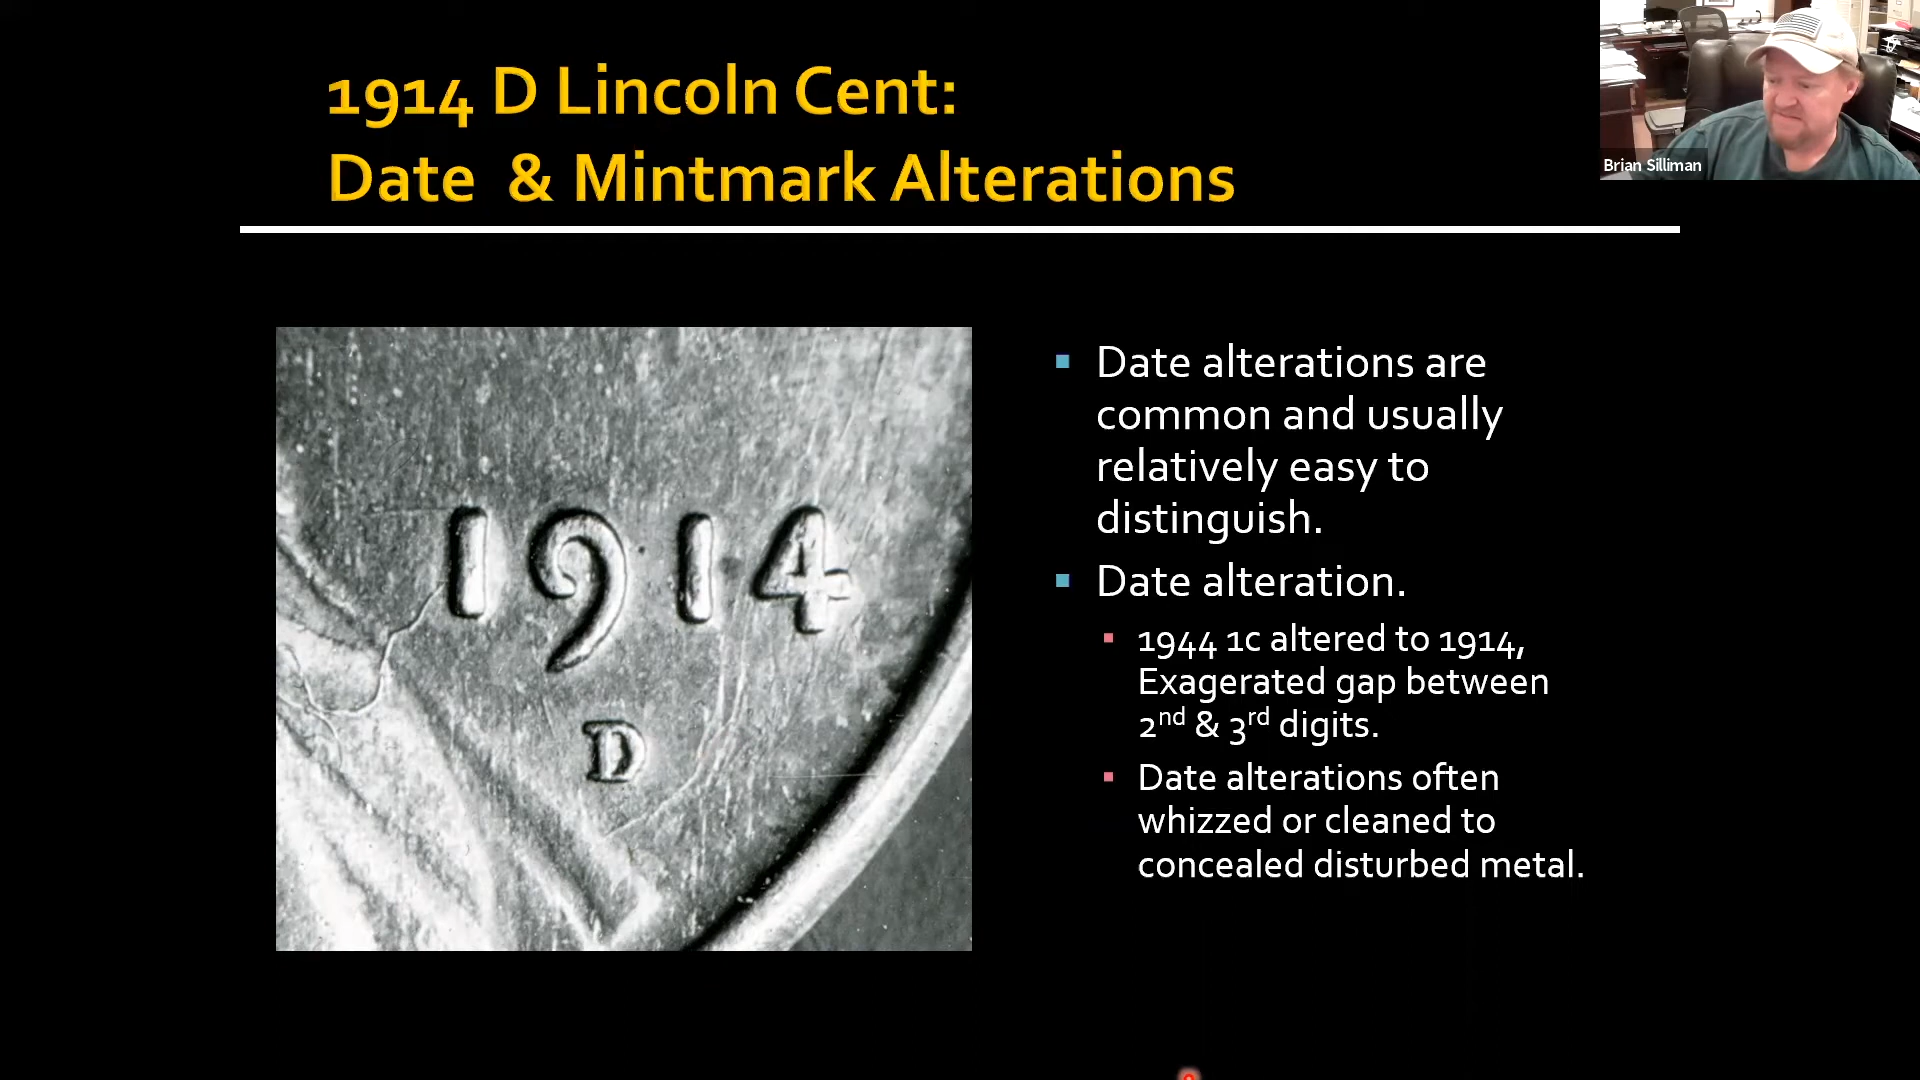 1914 D Lincoln Cent:
Date & Mintmark Alterations
Brian Silliman
1914
D
Date alterations are
common and usually
relatively easy to
distinguish.
Date alteration.
1944 1c altered to 1914,
Exagerated gap between
2nd & 3rd digits.
Date alterations often
whizzed or cleaned to
concealed disturbed metal.